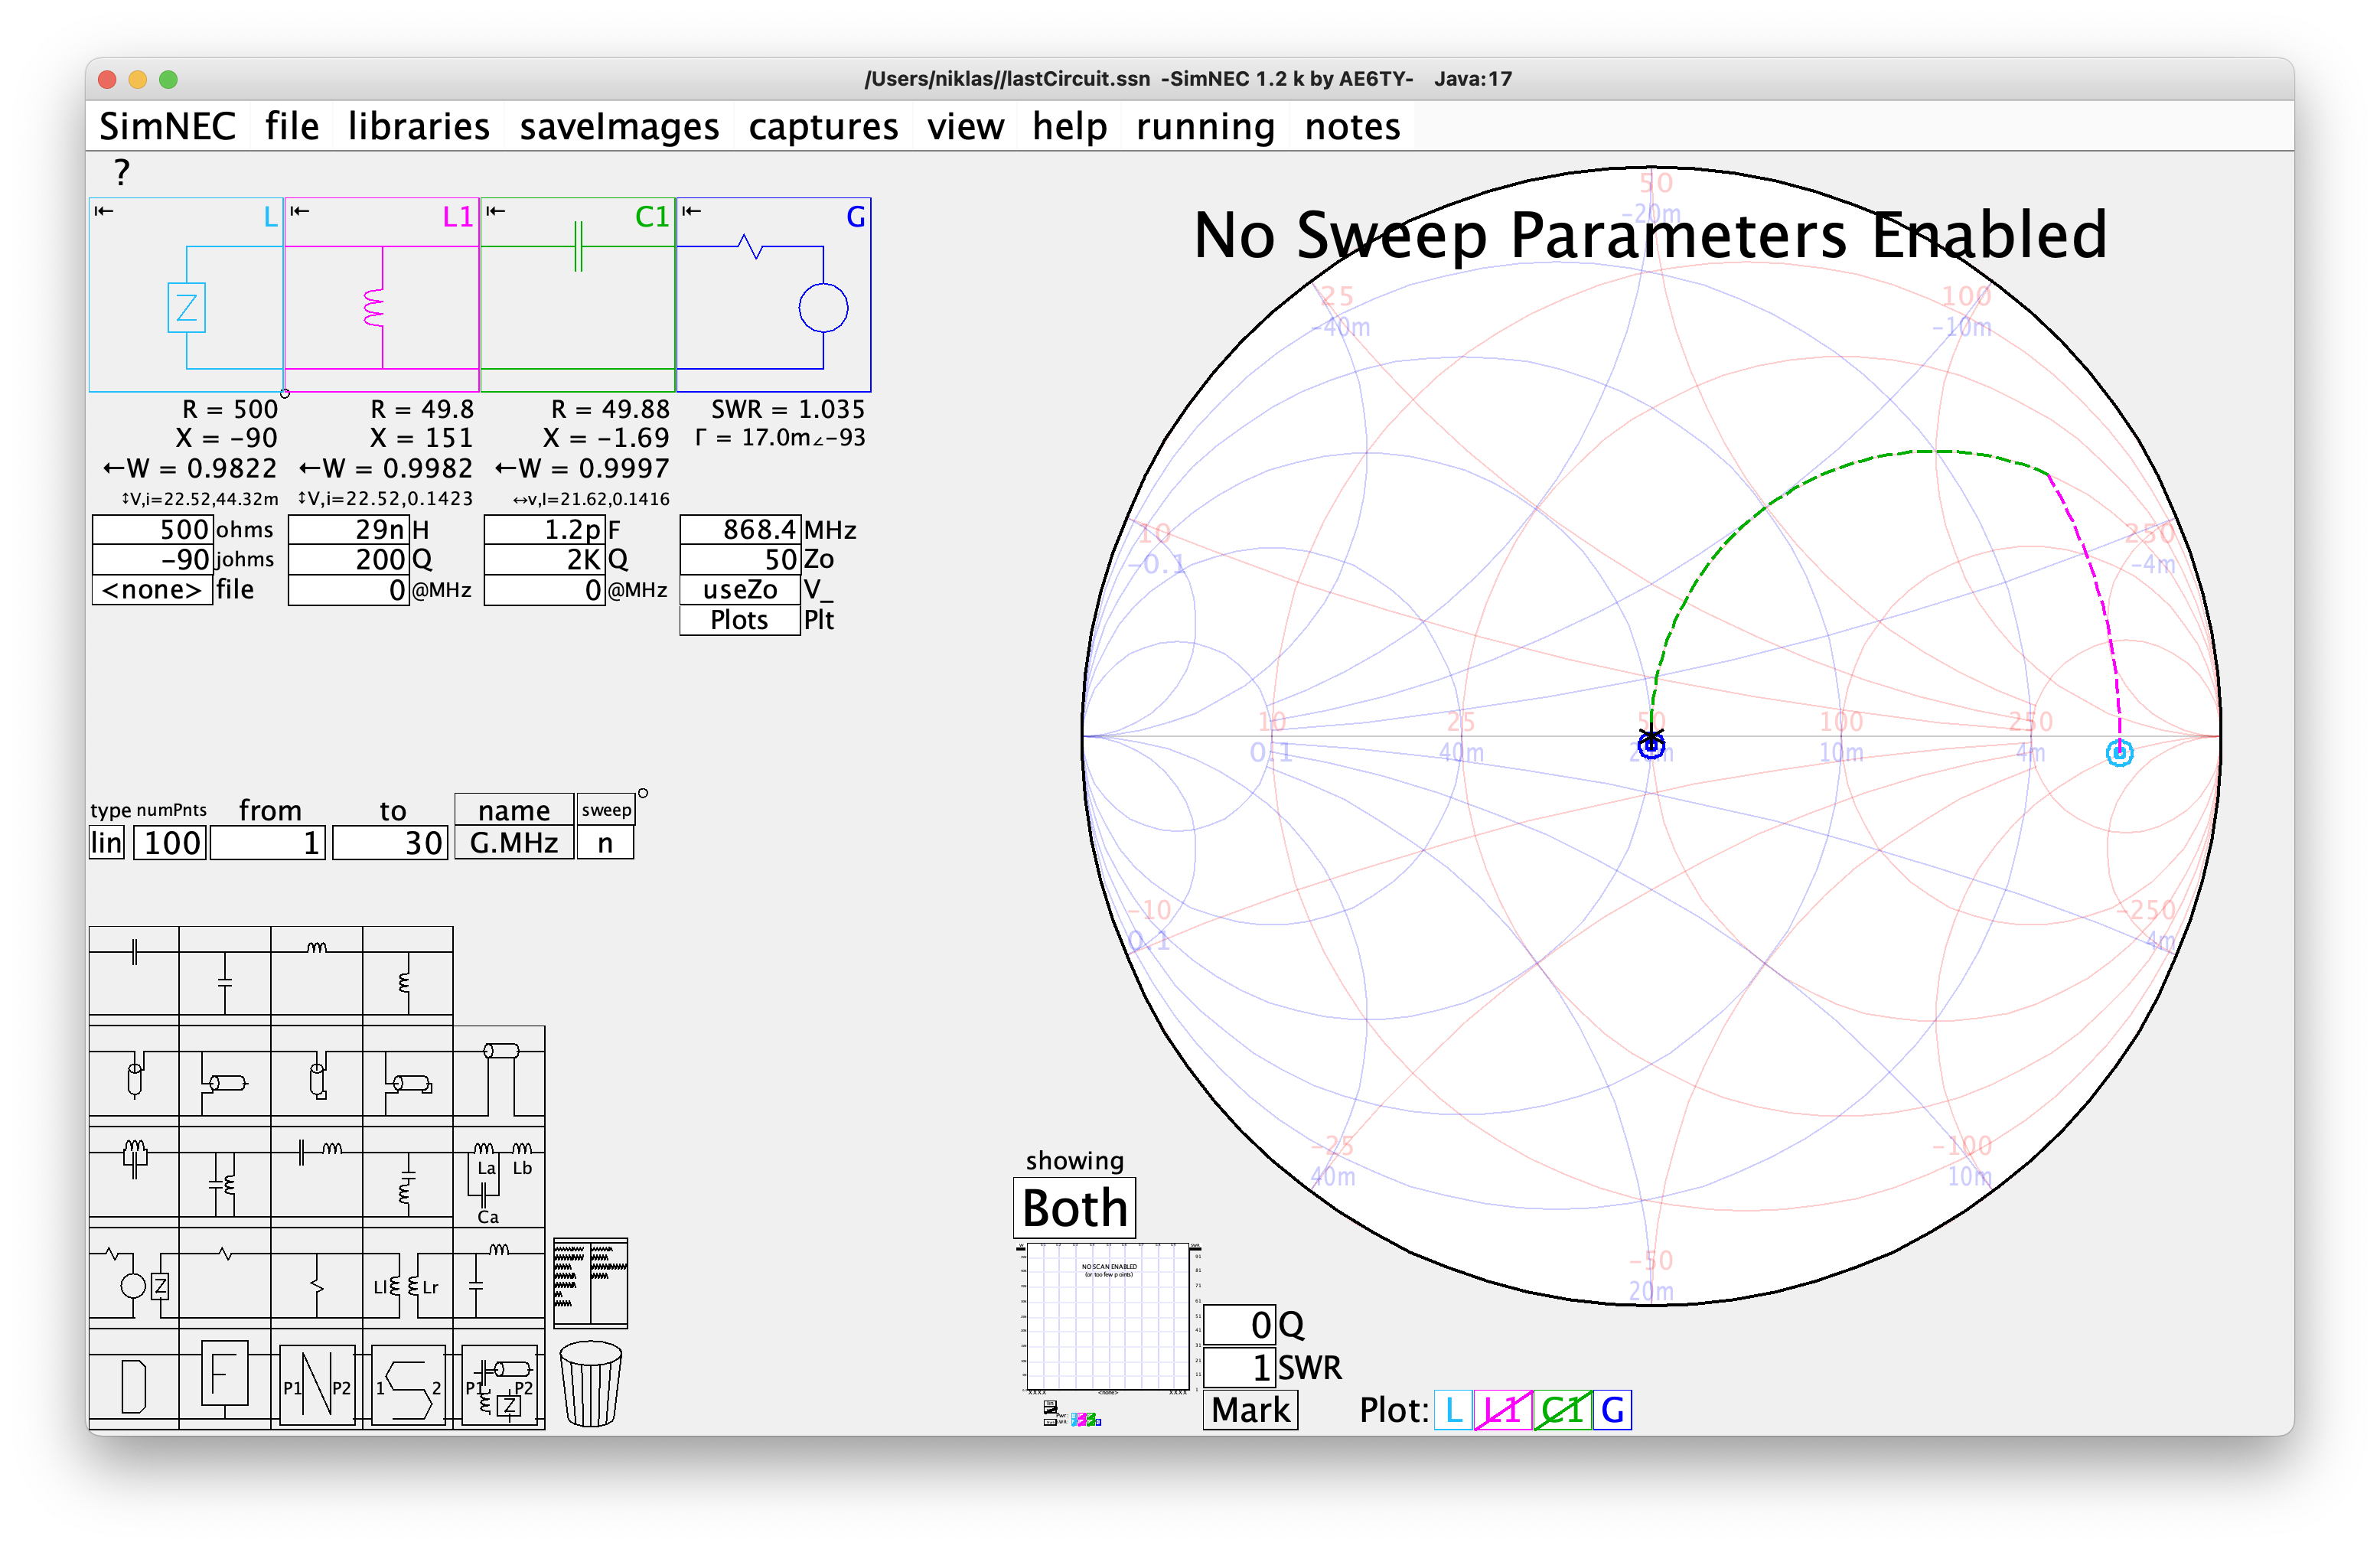 /Users/niklas//lastCircuit.ssn -SimNEC 1.2 k by AE6TY- Java:17
SimNEC file libraries saveImages captures view help running notes
?
L L1 C1 G
Z
R = 500 R = 49.8 R = 49.88 SWR = 1.035
X = -90 X = 151 X = -1.69 Γ = 17.0m∠-93
←W = 0.9822 ←W = 0.9982 ←W = 0.9997
↕V,i=22.52,44.32m ↕V,i=22.52,0.1423 ↔v,I=21.62,0.1416
500 ohms 29n H 1.2p F 868.4 MHz
-90 johms 200 Q 2K Q 50 Zo
<none> file 0 @MHz 0 @MHz useZo V_
Plots Plt
type numPnts from to name sweep
lin 100 1 30 G.MHz n
La Lb
Ca
Z Ll Lr
D F P1 N P2 1 S 2 P1 P2 Z
No Sweep Parameters Enabled
50
-20m
25 100
-40m -10m
10 250
-0.1 -4m
10 25 50 100 250
0.1 40m 20m 10m 4m
-10 -250
0.1 4m
-25 -100
40m 10m
-50
20m
showing
Both
NO SCAN ENABLED
(or too few points)
<none>
0 Q
1 SWR
Mark
Plot: L L1 C1 G